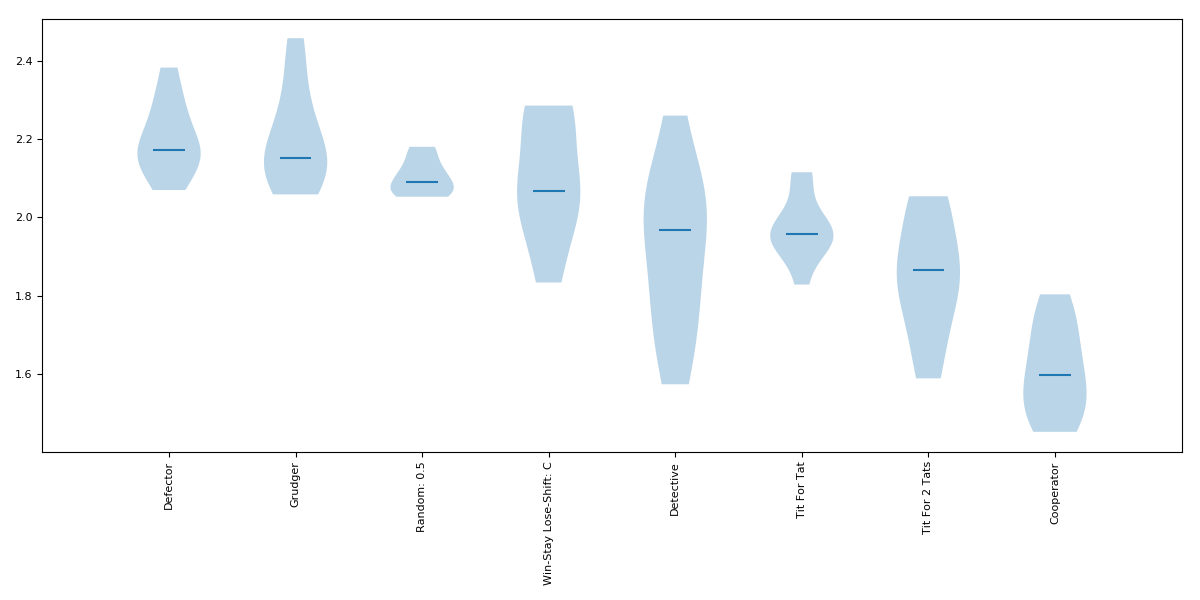 2.4
2.2
2.0
1.8
1.6
Defector
Grudger
Random: 0.5
Win-Stay Lose-Shift: C
Detective
Tit For Tat
Tit For 2 Tats
Cooperator